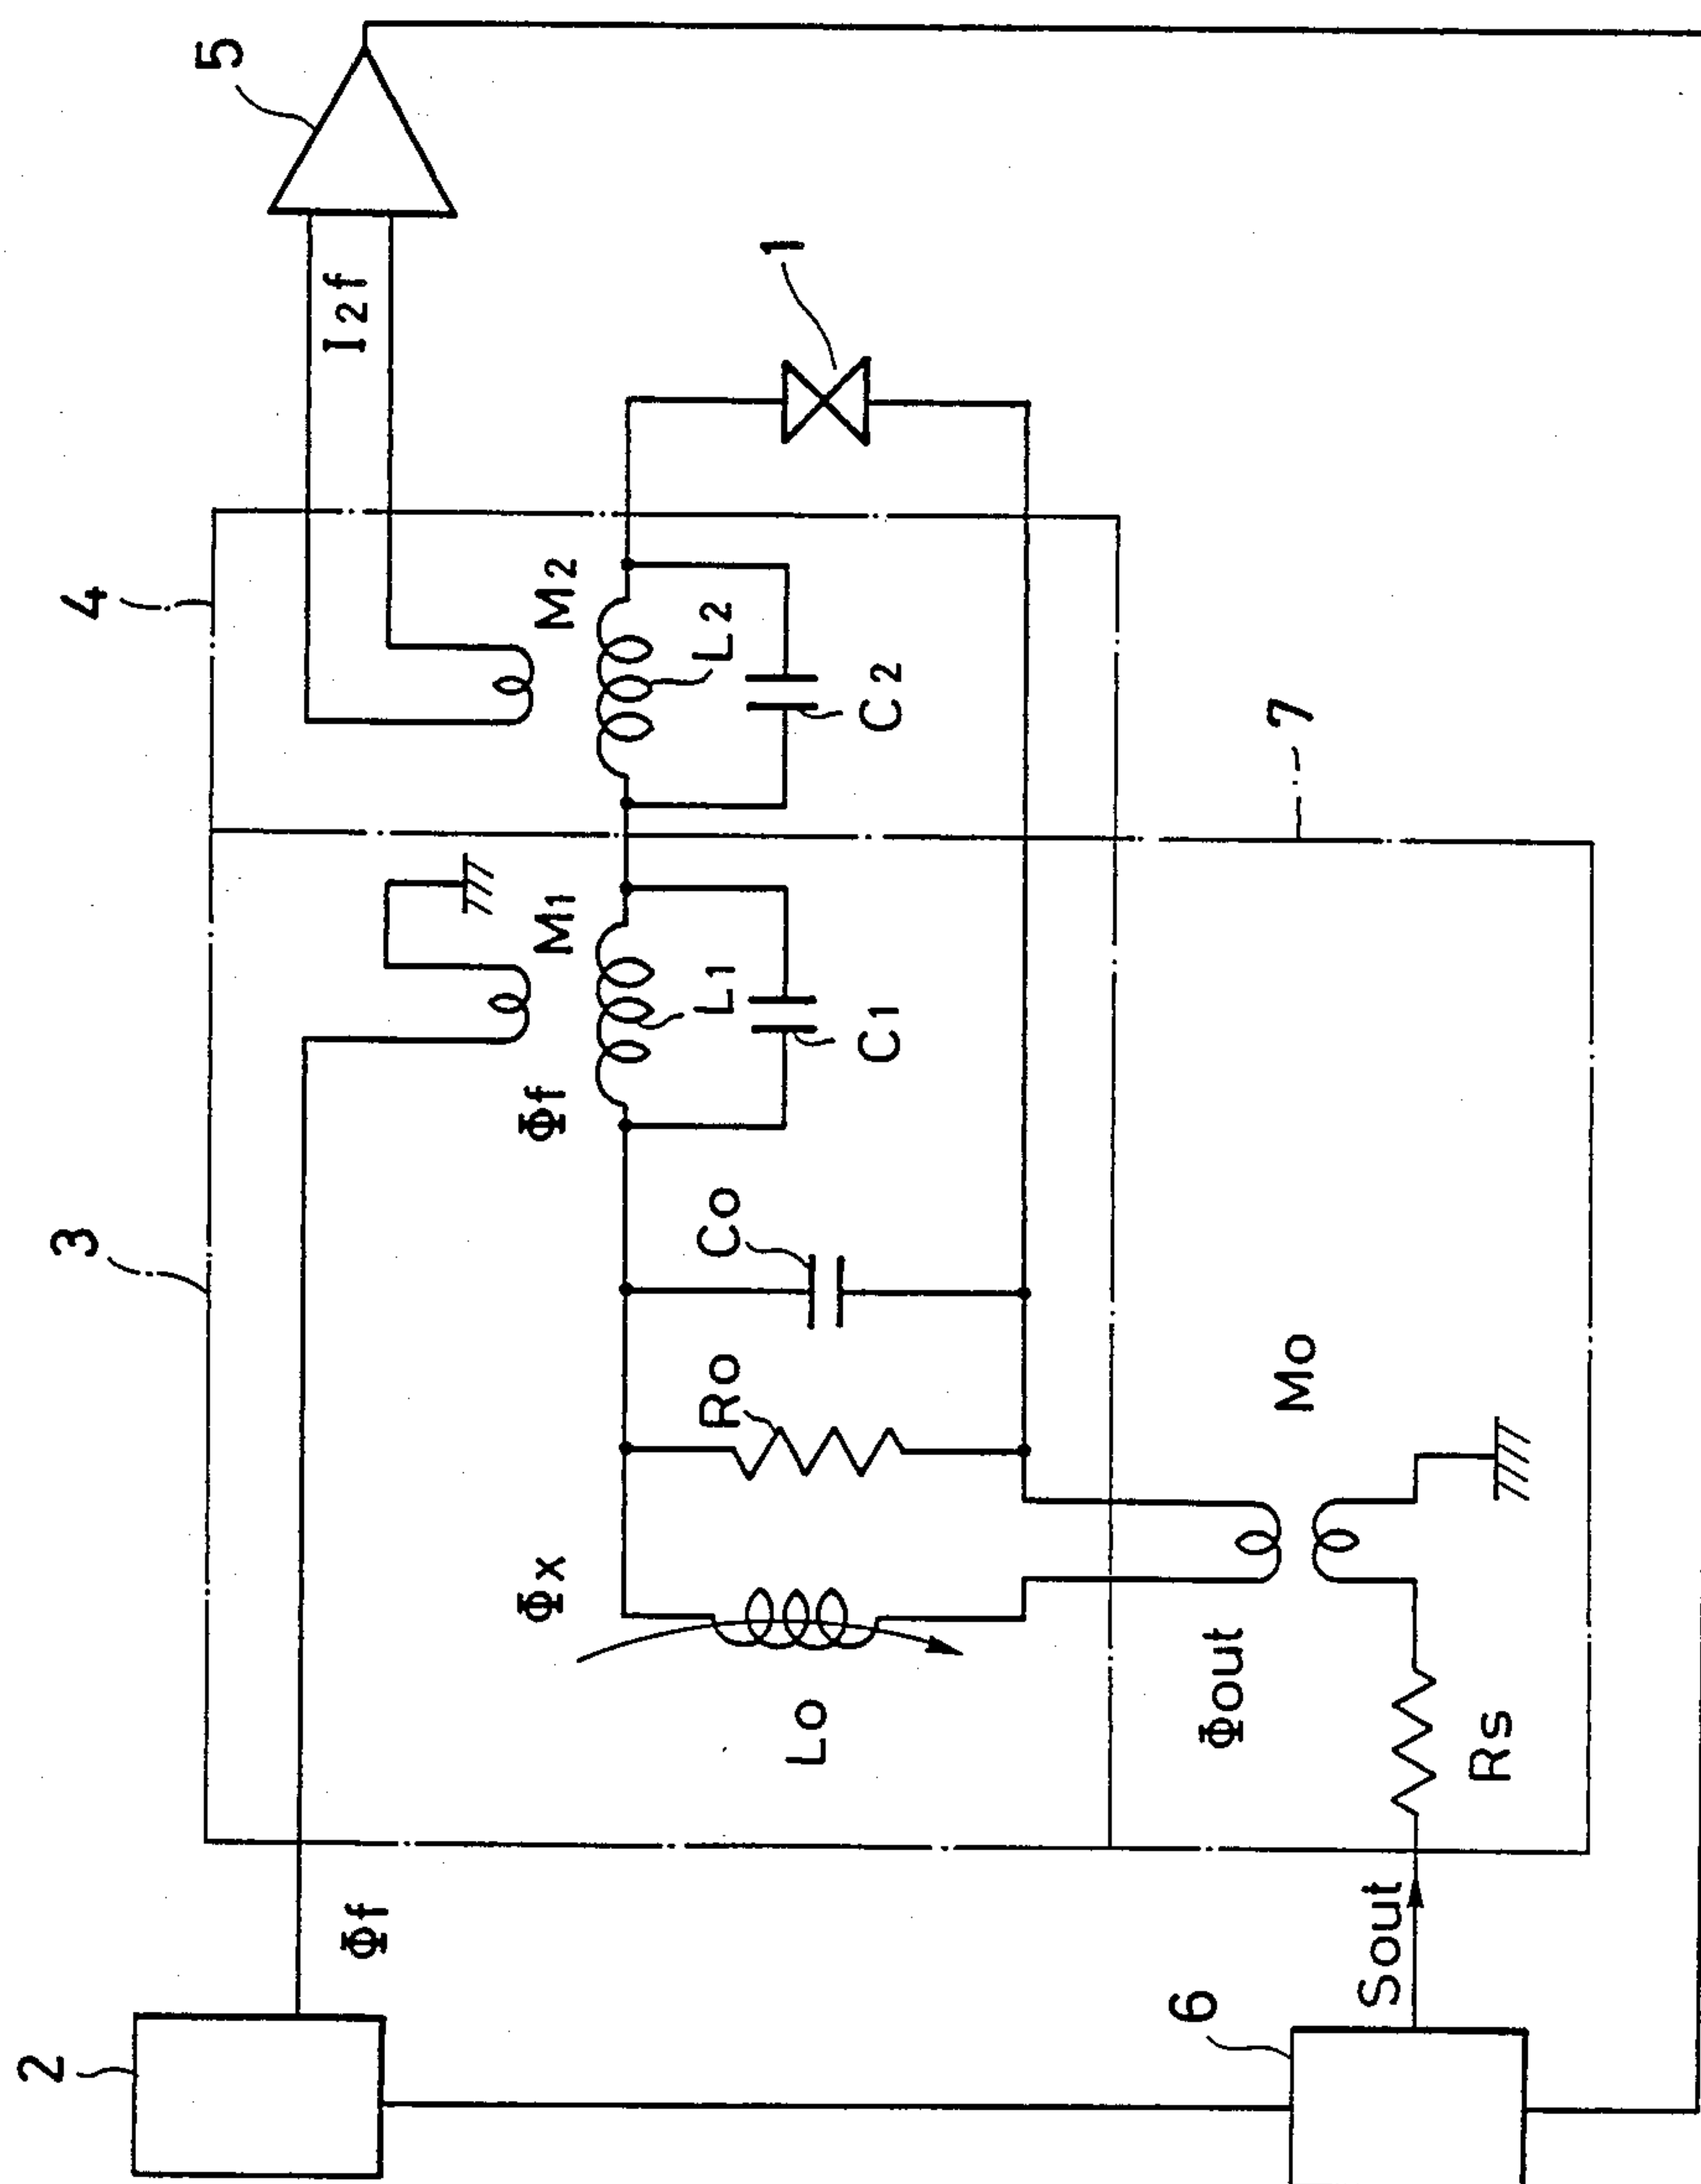 5
I2f
1
4
M2
L2
C2
7
M1
L1
C1
Φf
3
Co
Ro
Mo
Φx
Lo
Φout
Rs
Φf
Sout
2
6